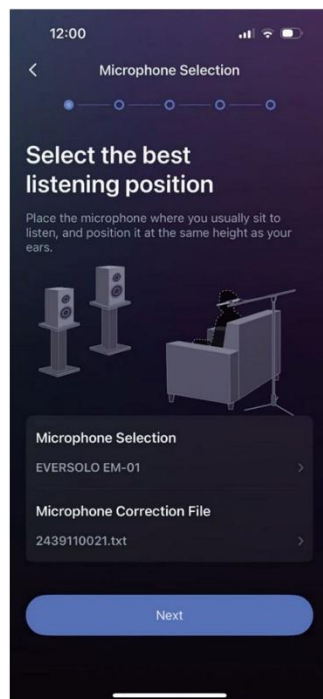 12:00
Microphone Selection
Select the best
listening position
Place the microphone where you usually sit to
listen, and position it at the same height as your
ears.
Microphone Selection
EVERSOLO EM-01
Microphone Correction File
2439110021.txt
Next